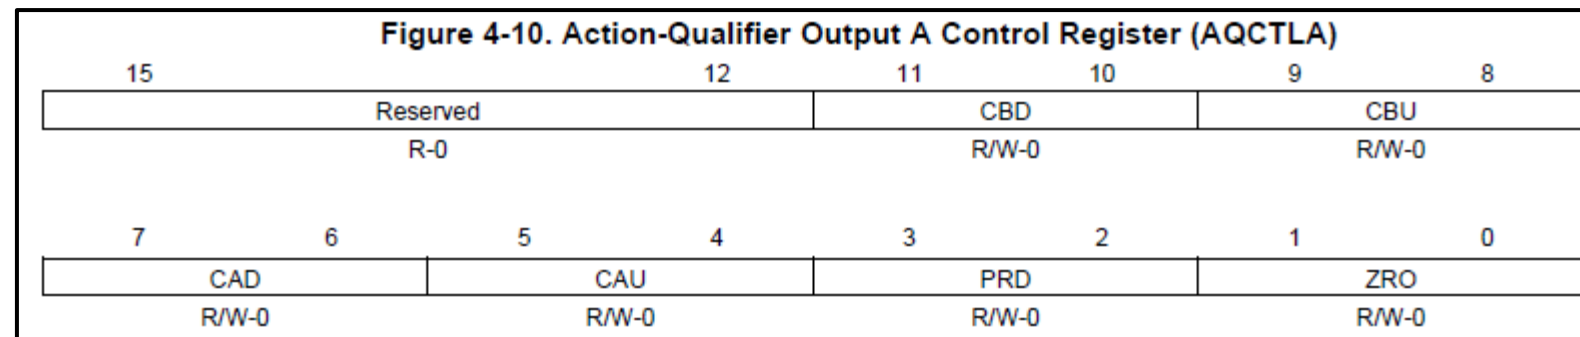 Figure 4-10. Action-Qualifier Output A Control Register (AQCTLA)
15 12 11 10 9 8
Reserved CBD CBU
R-0 R/W-0 R/W-0
7 6 5 4 3 2 1 0
CAD CAU PRD ZRO
R/W-0 R/W-0 R/W-0 R/W-0